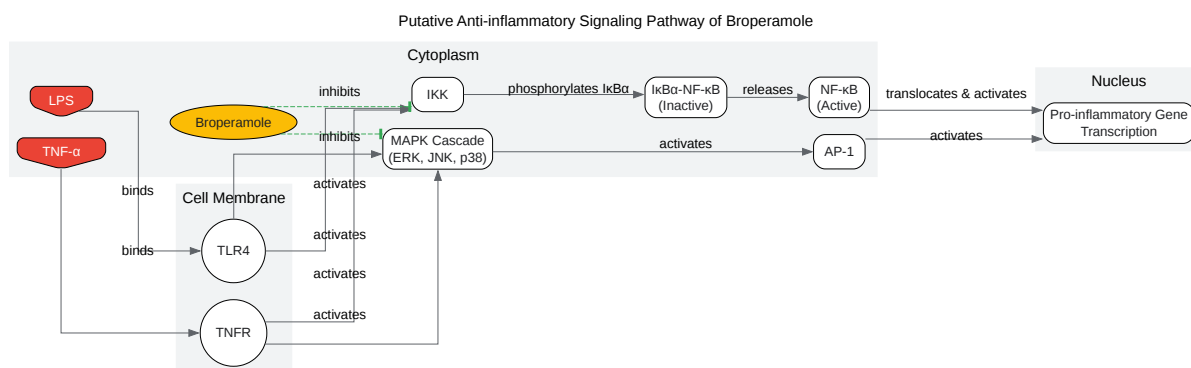 Putative Anti-inflammatory Signaling Pathway of Broperamole
Cytoplasm
Nucleus
LPS
TNF-α
Broperamole
inhibits
inhibits
IKK
phosphorylates IκBα
IκBα-NF-κB
(Inactive)
releases
NF-κB
(Active)
translocates & activates
Pro-inflammatory Gene
Transcription
MAPK Cascade
(ERK, JNK, p38)
activates
AP-1
activates
binds
Cell Membrane
activates
binds
TLR4
activates
activates
TNFR
activates